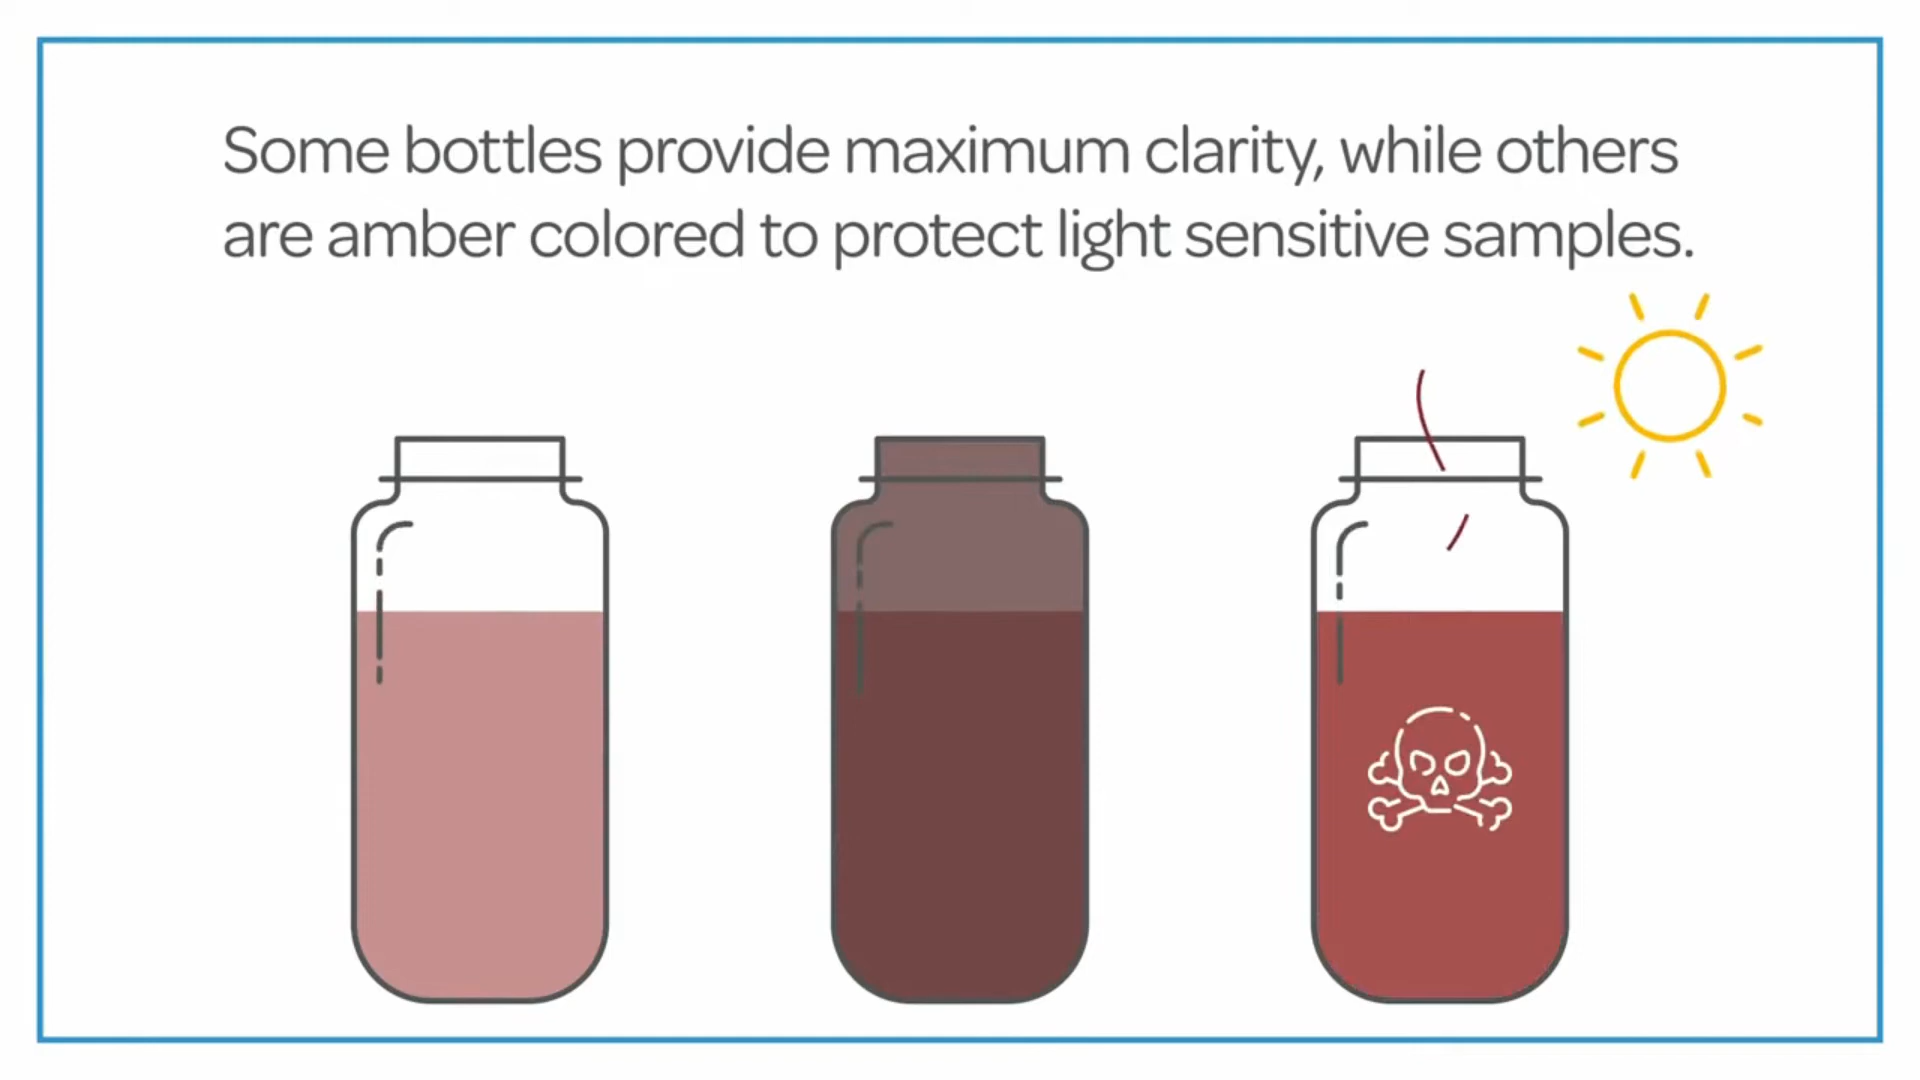 Some bottles provide maximum clarity, while others
are amber colored to protect light sensitive samples.